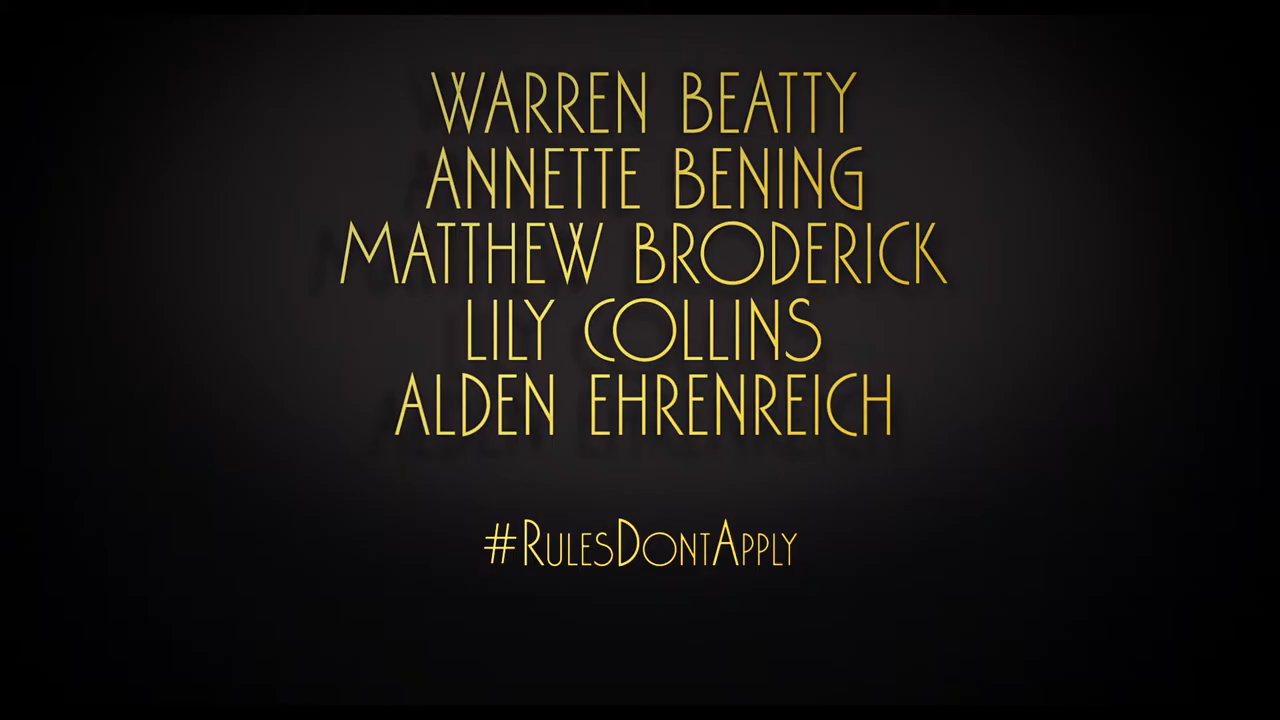 WARREN BEATTY
ANNETTE BENING
MATTHEW BRODERICK
LILY COLLINS
ALDEN EHRENREICH
#RULESDONTAPPLY